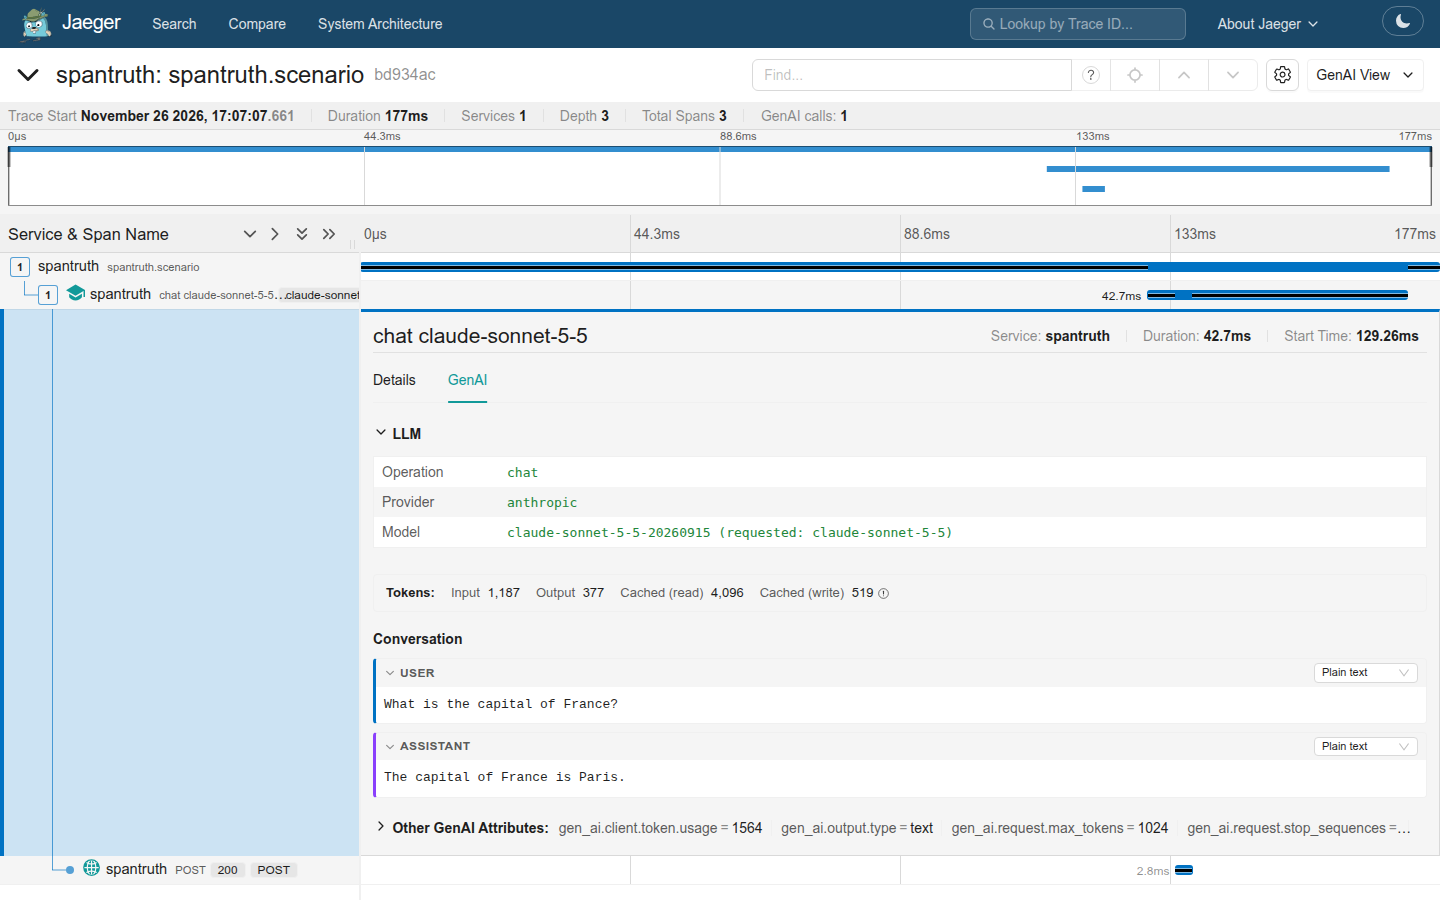 Jaeger Search Compare System Architecture Lookup by Trace ID... About Jaeger
spantruth: spantruth.scenario bd934ac Find... ? GenAI View
Trace Start November 26 2026, 17:07:07.661 Duration 177ms Services 1 Depth 3 Total Spans 3 GenAI calls: 1
0μs 44.3ms 88.6ms 133ms 177ms
Service & Span Name 0μs 44.3ms 88.6ms 133ms 177ms
1 spantruth spantruth.scenario
1 spantruth chat claude-sonnet-5-5... claude-sonnet 42.7ms
chat claude-sonnet-5-5 Service: spantruth Duration: 42.7ms Start Time: 129.26ms
Details GenAI
LLM
Operation chat
Provider anthropic
Model claude-sonnet-5-5-20260915 (requested: claude-sonnet-5-5)
Tokens: Input 1,187 Output 377 Cached (read) 4,096 Cached (write) 519
Conversation
USER Plain text
What is the capital of France?
ASSISTANT Plain text
The capital of France is Paris.
Other GenAI Attributes: gen_ai.client.token.usage = 1564 gen_ai.output.type = text gen_ai.request.max_tokens = 1024 gen_ai.request.stop_sequences =...
spantruth POST 200 POST 2.8ms